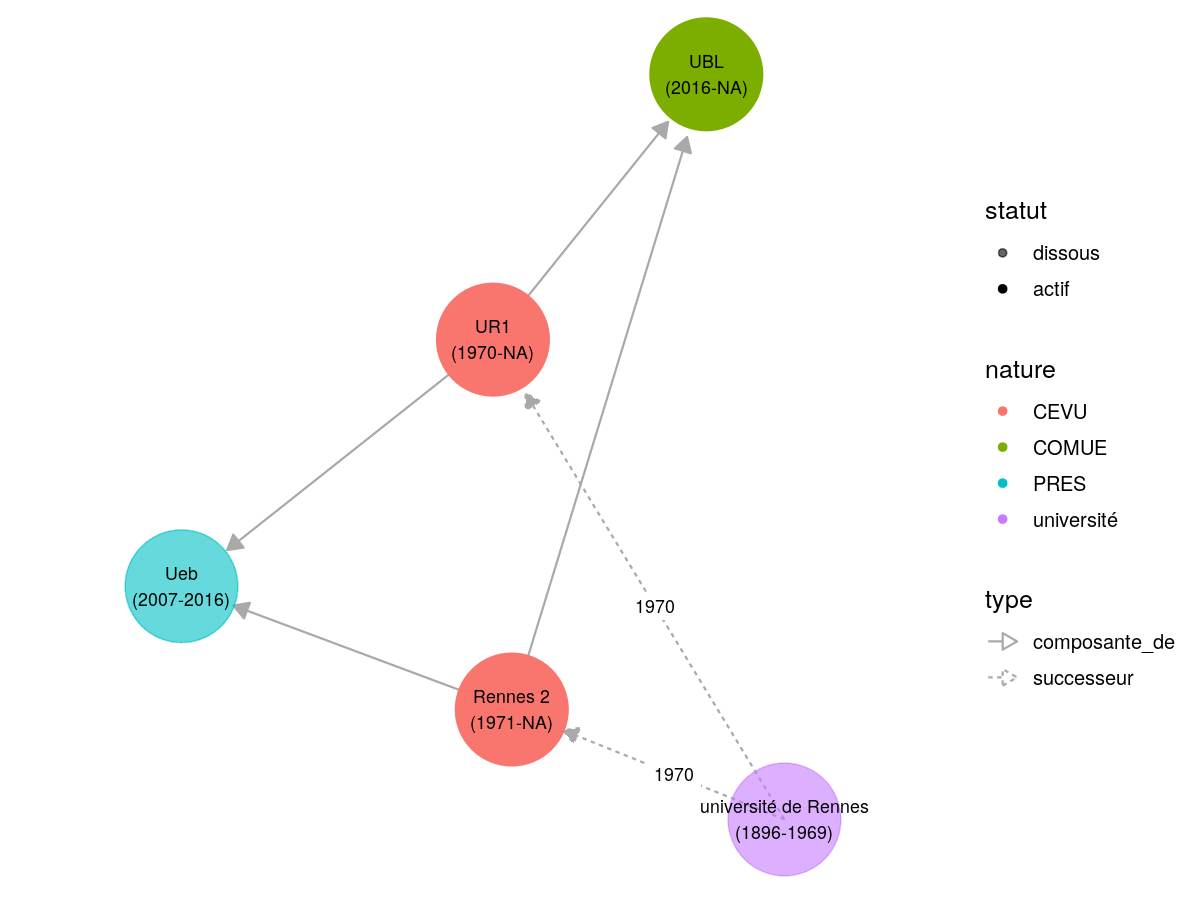 UBL
(2016-NA)
UR1
(1970-NA)
Ueb
(2007-2016)
1970
Rennes 2
(1971-NA)
1970
université de Rennes
(1896-1969)
statut
dissous
actif
nature
CEVU
COMUE
PRES
université
type
composante_de
successeur